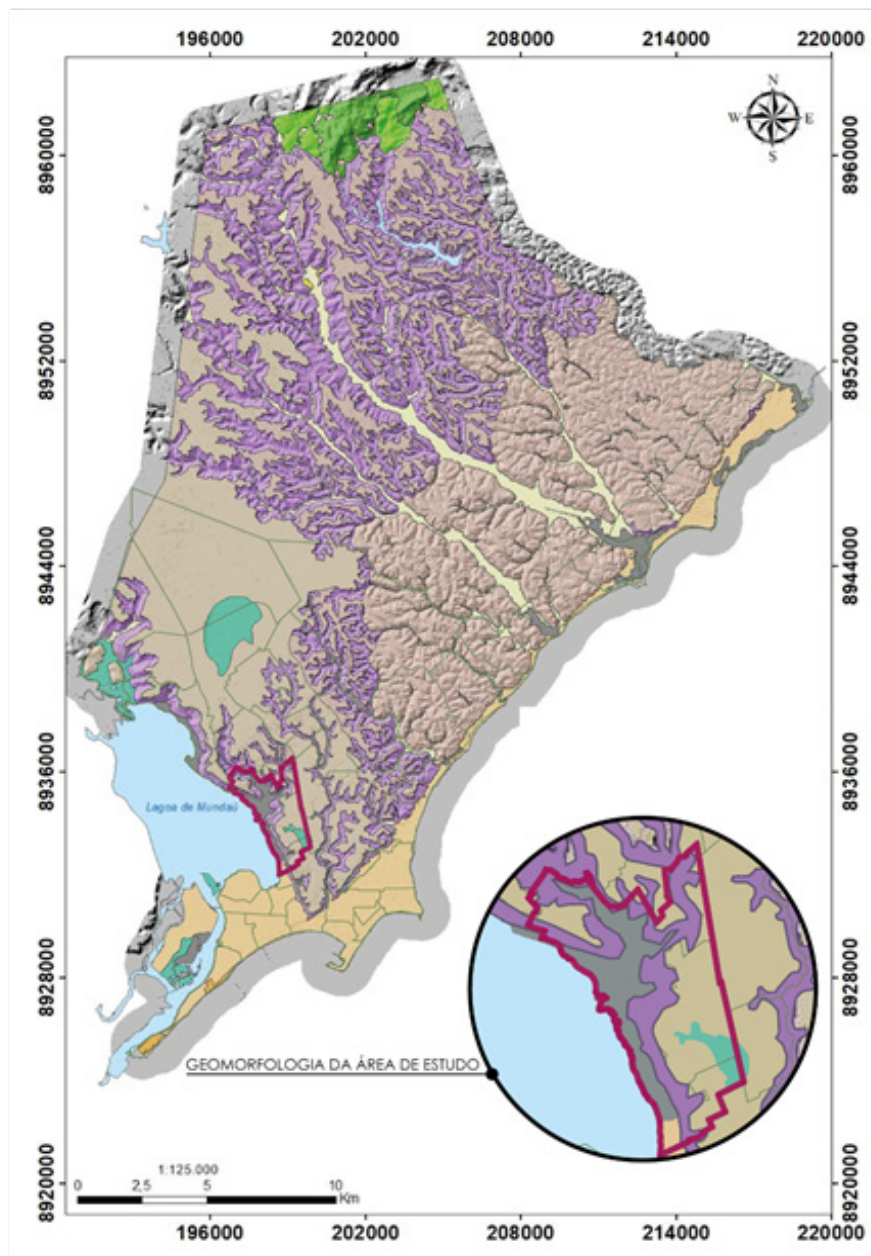 196000 202000 208000 214000 220000
N
W E
S
8960000 8960000
8952000 8952000
8944000 8944000
8936000 8936000
Lagoa de Mundaú
8928000 8928000
GEOMORFOLOGIA DA ÁREA DE ESTUDO
1:125.000
0 2,5 5 10
Km
8920000 8920000
196000 202000 208000 214000 220000